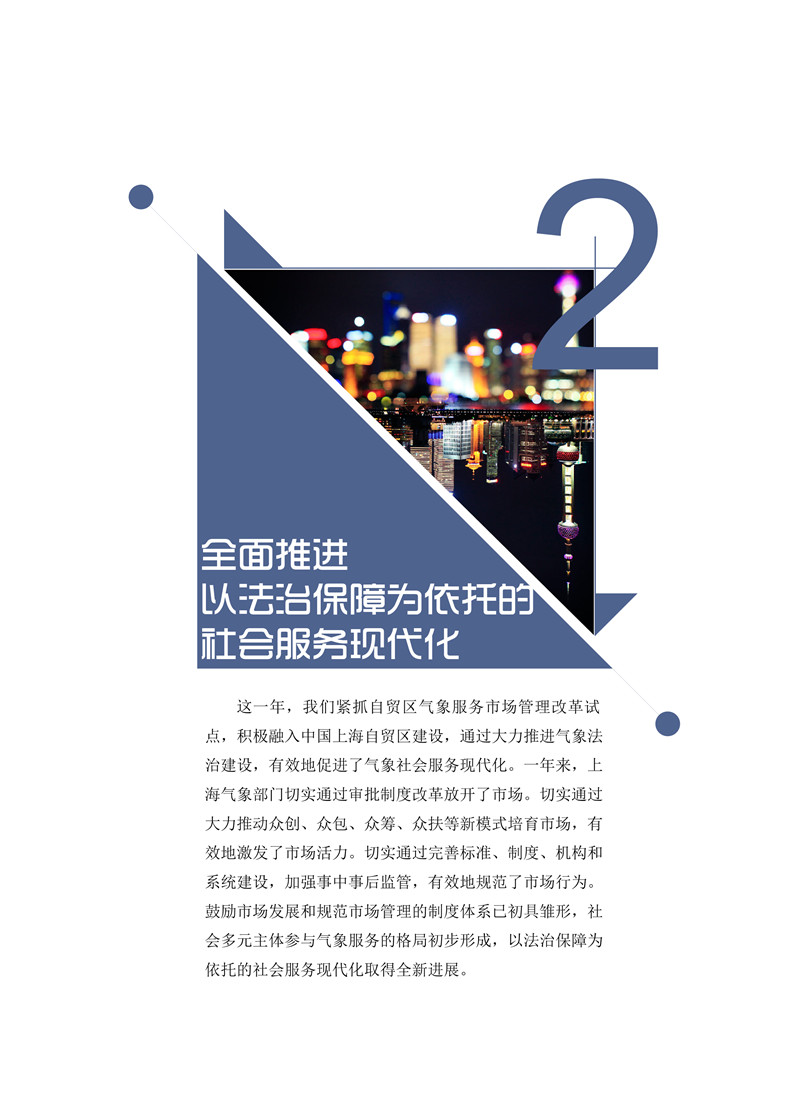 2
全面推进
以法治保障为依托的
社会服务现代化
这一年，我们紧抓自贸区气象服务市场管理改革试
点，积极融入中国上海自贸区建设，通过大力推进气象法
治建设，有效地促进了气象社会服务现代化。一年来，上
海气象部门切实通过审批制度改革放开了市场。切实通过
大力推动众创、众包、众筹、众扶等新模式培育市场，有
效地激发了市场活力。切实通过完善标准、制度、机构和
系统建设，加强事中事后监管，有效地规范了市场行为。
鼓励市场发展和规范市场管理的制度体系已初具雏形，社
会多元主体参与气象服务的格局初步形成，以法治保障为
依托的社会服务现代化取得全新进展。